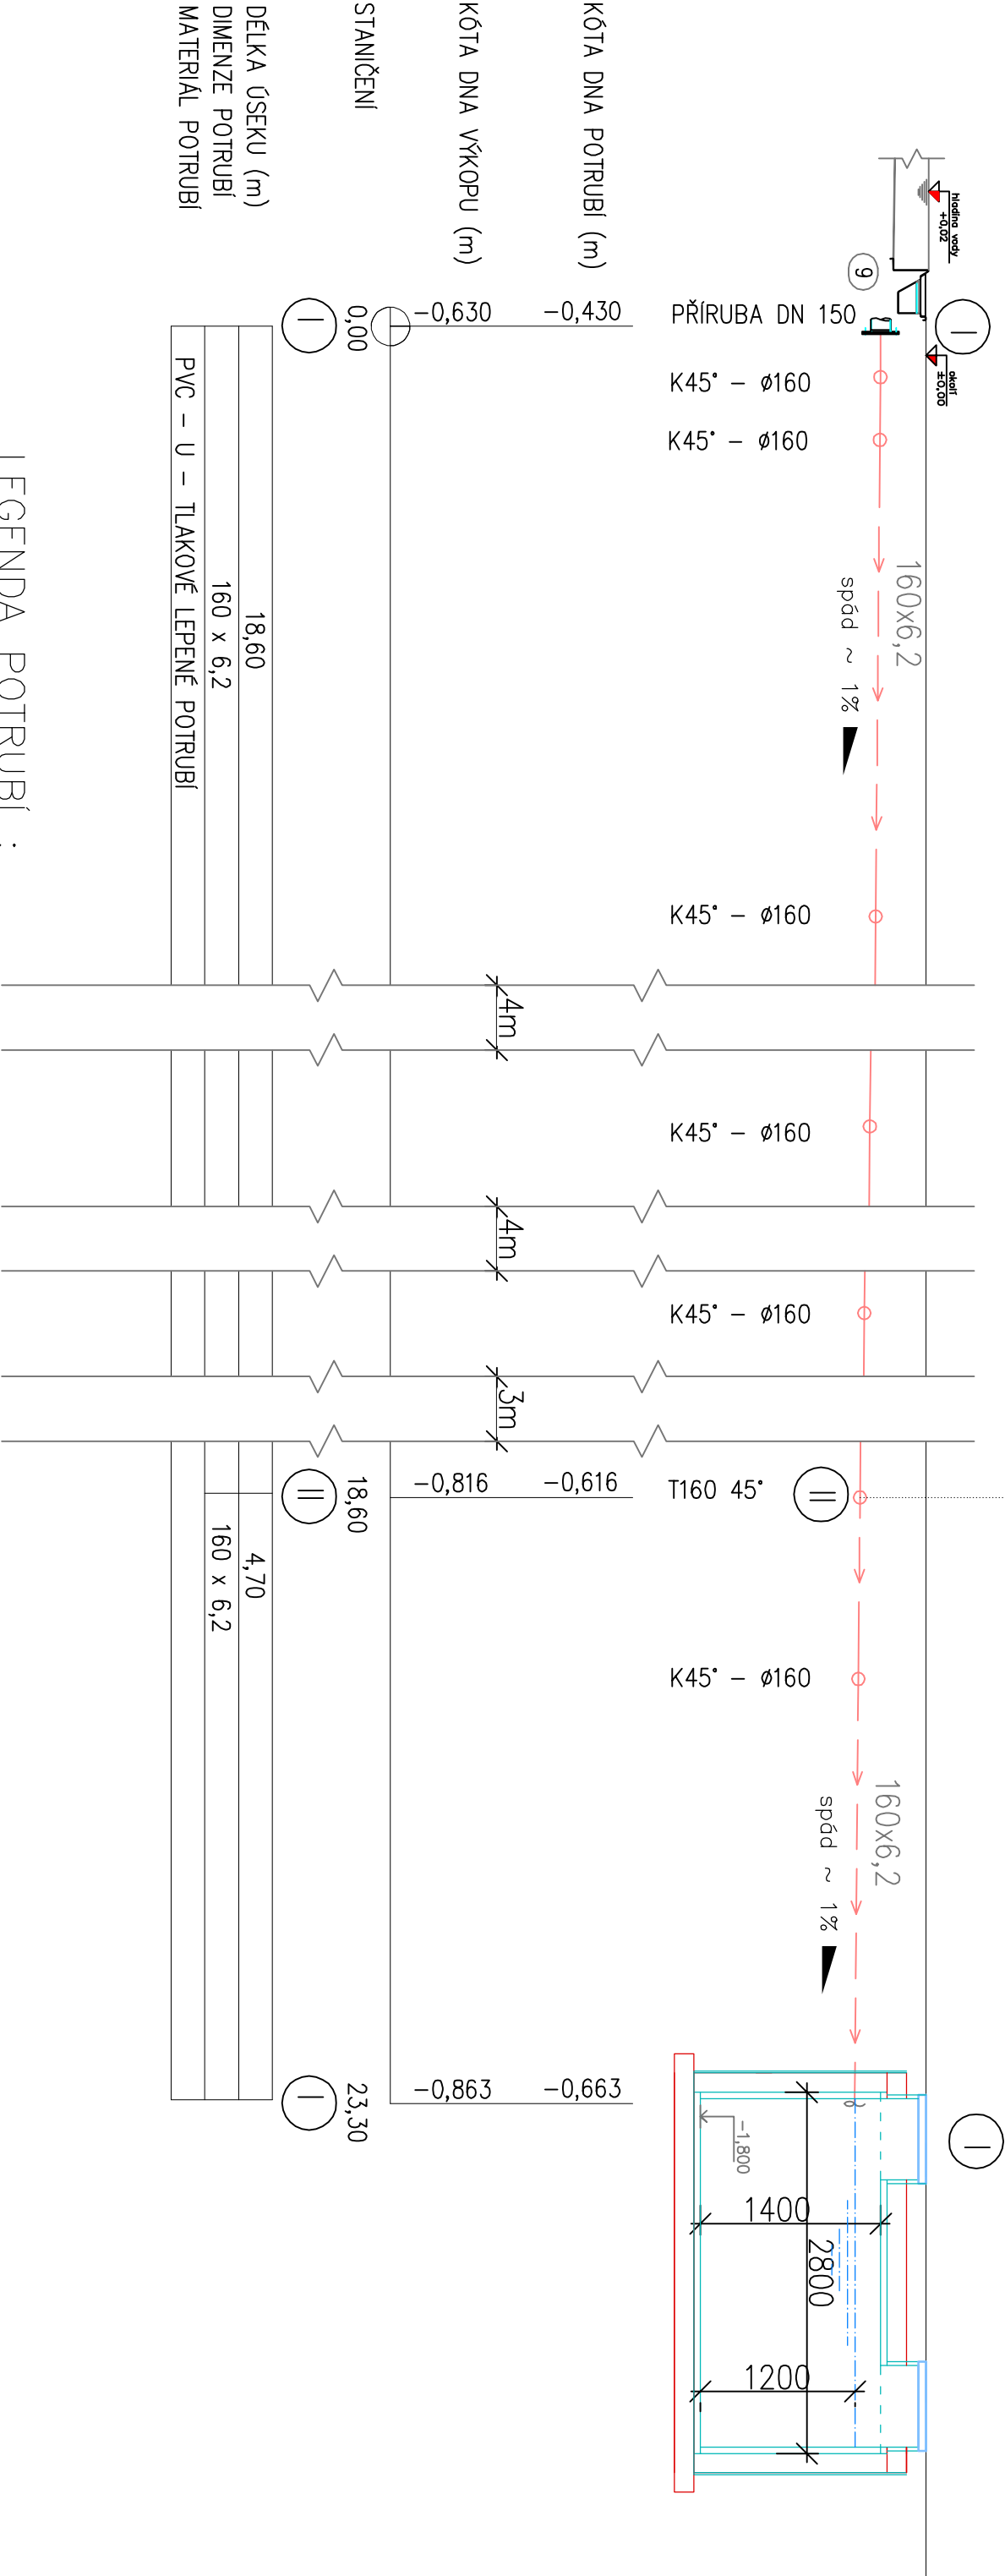 hladina vody
+0,02
I
okolí
±0,00
9
PŘÍRUBA DN 150
K45° – ø160
K45° – ø160
160x6,2
spád ~ 1%
K45° – ø160
K45° – ø160
K45° – ø160
T160 45°
II
K45° – ø160
160x6,2
spád ~ 1%
I
-1,800
1400
2800
1200
KÓTA DNA POTRUBÍ (m)
-0,430
-0,616
-0,663
KÓTA DNA VÝKOPU (m)
-0,630
4m
4m
3m
-0,816
-0,863
STANIČENÍ
0,00
18,60
23,30
I
II
I
DÉLKA ÚSEKU (m)
18,60
4,70
DIMENZE POTRUBÍ
160 x 6,2
160 x 6,2
MATERIÁL POTRUBÍ
PVC – U – TLAKOVÉ LEPENÉ POTRUBÍ
LEGENDA POTRUBÍ :